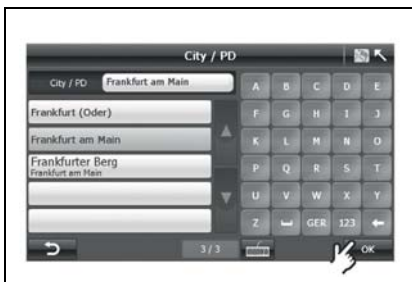 City / PD
City / PD Frankfurt am Main
A B C D E
Frankfurt (Oder)
F G H I J
Frankfurt am Main
K L M N O
Frankfurter Berg
Frankfurt am Main
P Q R S T
U V W X Y
Z GER 123
3 / 3
OK